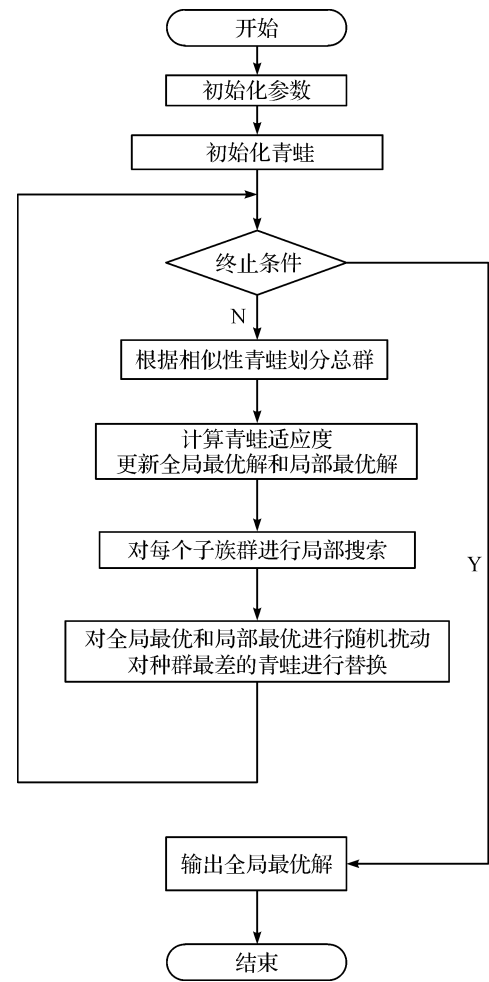 开始
初始化参数
初始化青蛙
终止条件
N
根据相似性青蛙划分总群
计算青蛙适应度
更新全局最优解和局部最优解
对每个子族群进行局部搜索
Y
对全局最优和局部最优进行随机扰动
对种群最差的青蛙进行替换
输出全局最优解
结束